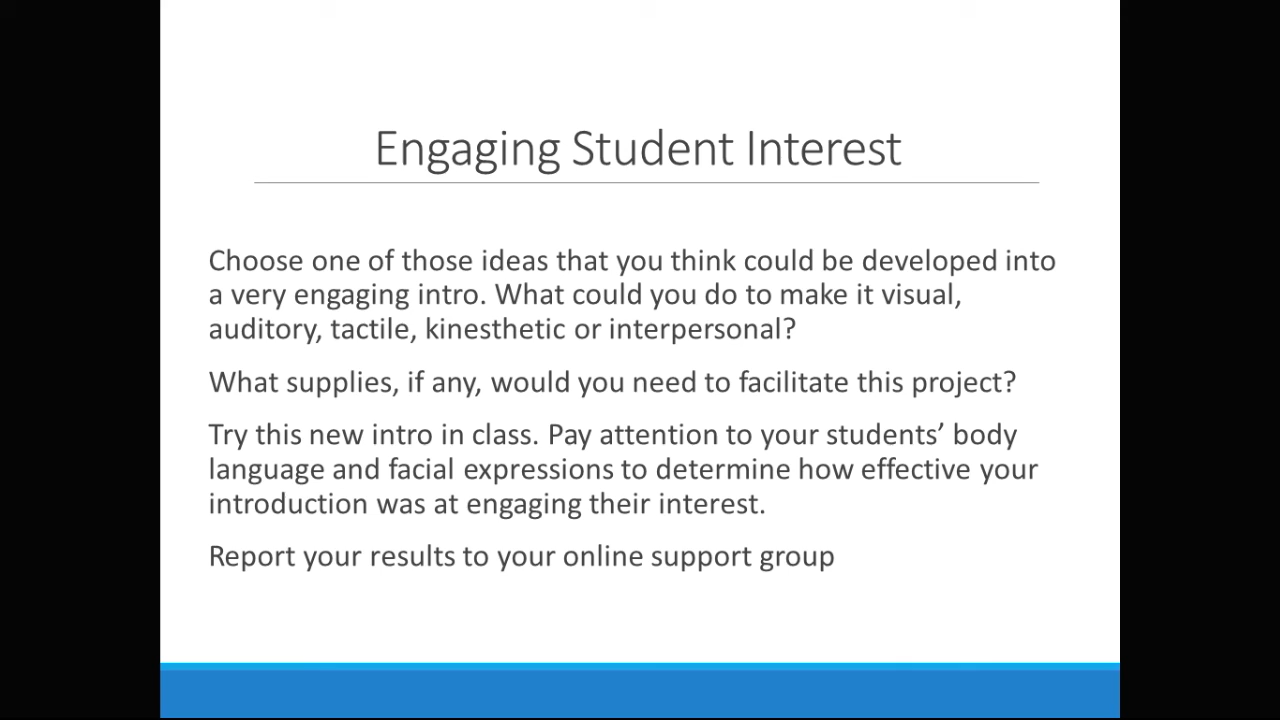 Engaging Student Interest
Choose one of those ideas that you think could be developed into
a very engaging intro. What could you do to make it visual,
auditory, tactile, kinesthetic or interpersonal?
What supplies, if any, would you need to facilitate this project?
Try this new intro in class. Pay attention to your students’ body
language and facial expressions to determine how effective your
introduction was at engaging their interest.
Report your results to your online support group